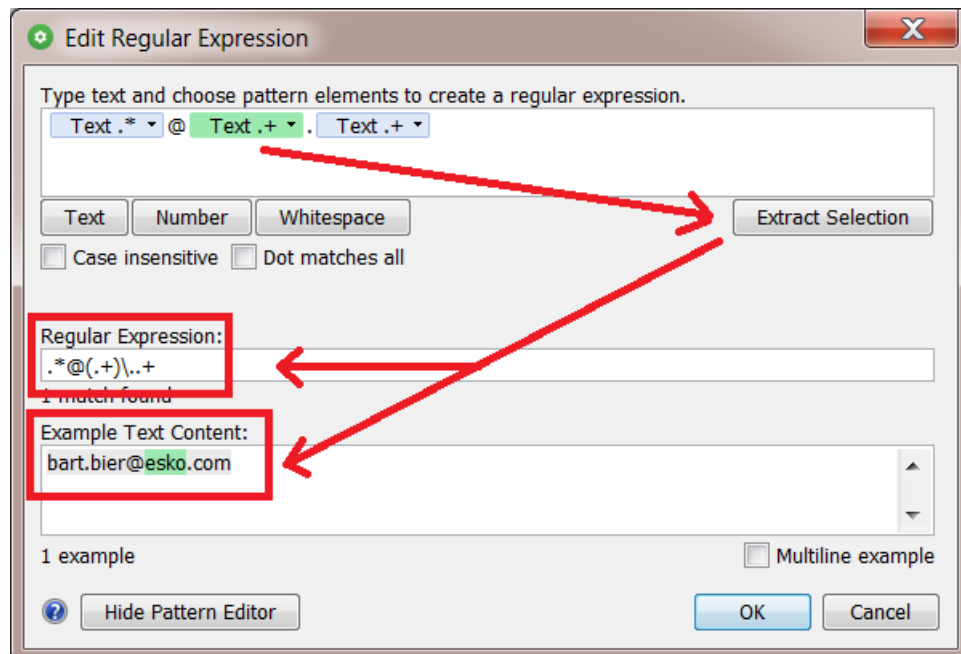 Edit Regular Expression
X
Type text and choose pattern elements to create a regular expression.
Text .* @ Text .+ . Text .+
Text Number Whitespace Extract Selection
Case insensitive Dot matches all
Regular Expression:
.*@(.+)\..+
1 match found
Example Text Content:
bart.bier@esko.com
1 example Multiline example
? Hide Pattern Editor OK Cancel